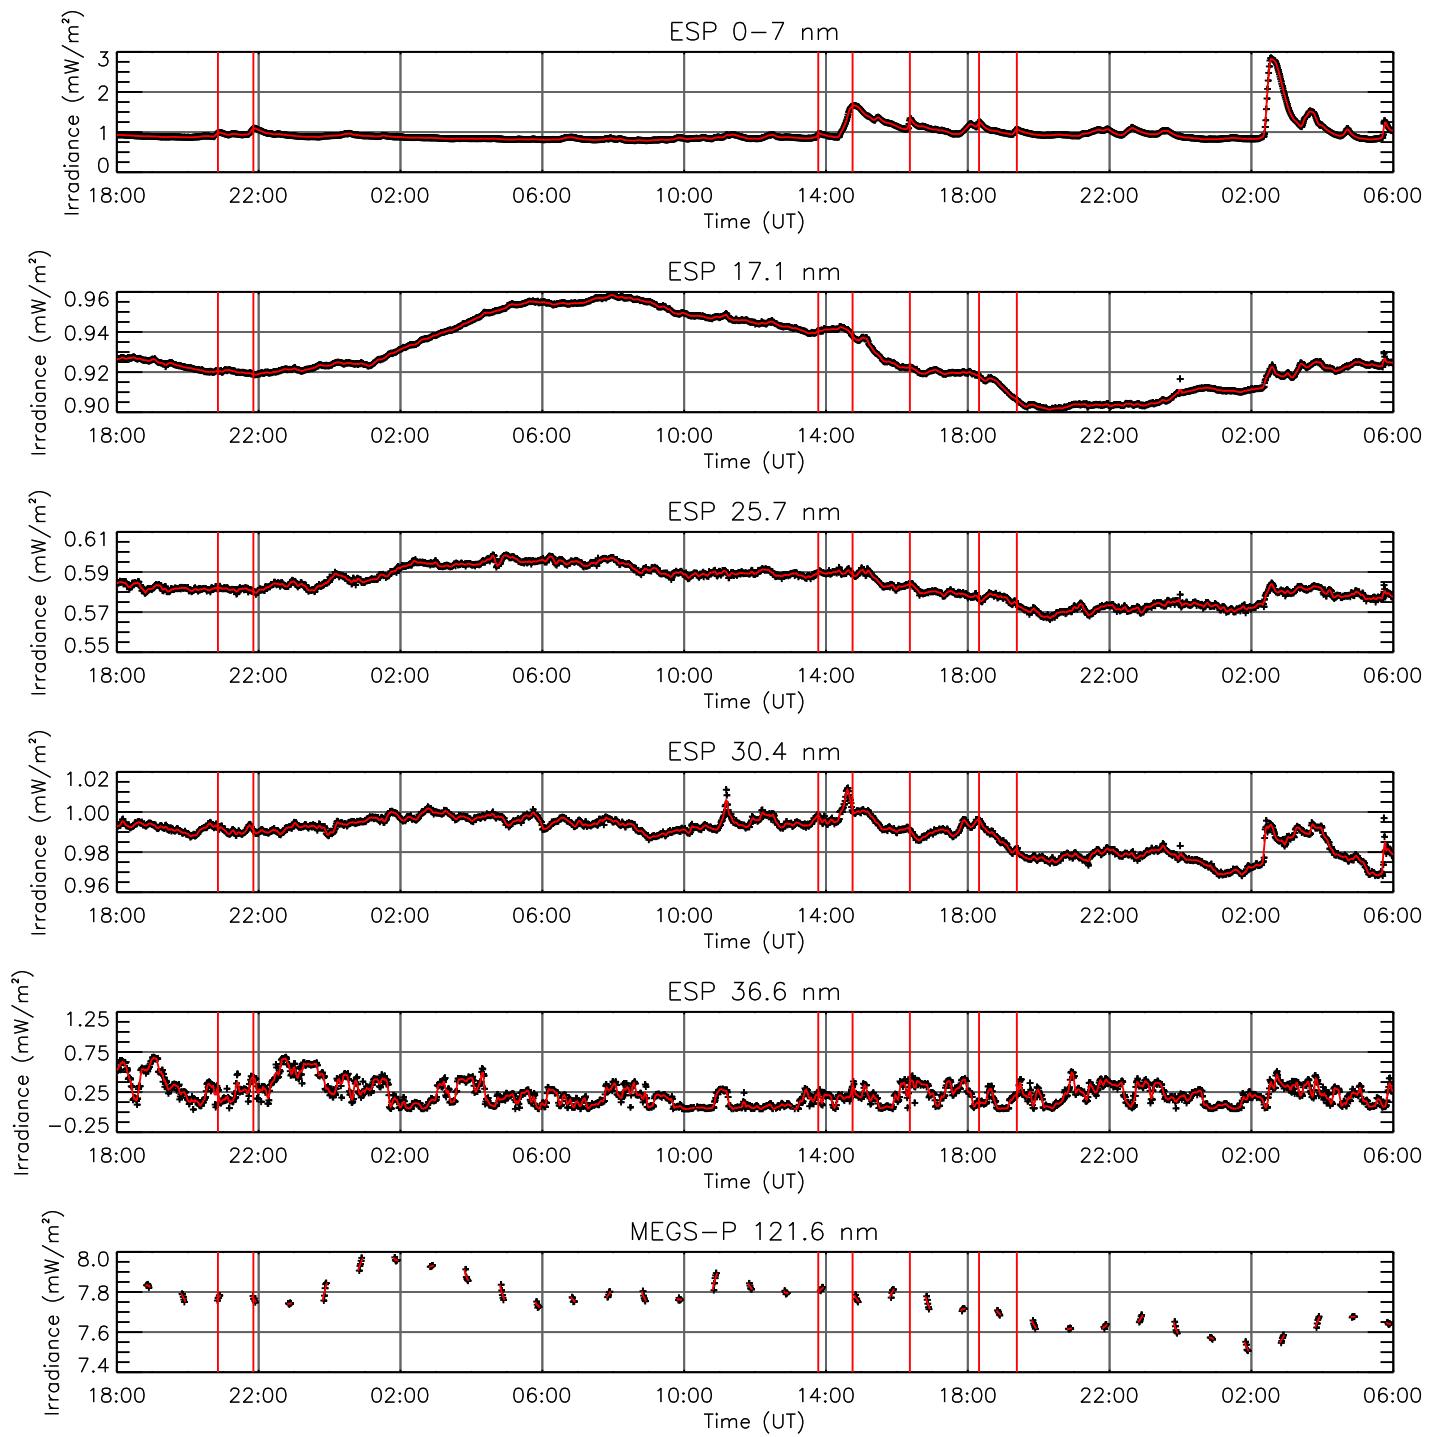 ESP 0-7 nm
Irradiance (mW/m²)
3
2
1
0
18:00 22:00 02:00 06:00 10:00 14:00 18:00 22:00 02:00 06:00
Time (UT)
ESP 17.1 nm
Irradiance (mW/m²)
0.96
0.94
0.92
0.90
18:00 22:00 02:00 06:00 10:00 14:00 18:00 22:00 02:00 06:00
Time (UT)
ESP 25.7 nm
Irradiance (mW/m²)
0.61
0.59
0.57
0.55
18:00 22:00 02:00 06:00 10:00 14:00 18:00 22:00 02:00 06:00
Time (UT)
ESP 30.4 nm
Irradiance (mW/m²)
1.02
1.00
0.98
0.96
18:00 22:00 02:00 06:00 10:00 14:00 18:00 22:00 02:00 06:00
Time (UT)
ESP 36.6 nm
Irradiance (mW/m²)
1.25
0.75
0.25
-0.25
18:00 22:00 02:00 06:00 10:00 14:00 18:00 22:00 02:00 06:00
Time (UT)
MEGS-P 121.6 nm
Irradiance (mW/m²)
8.0
7.8
7.6
7.4
18:00 22:00 02:00 06:00 10:00 14:00 18:00 22:00 02:00 06:00
Time (UT)